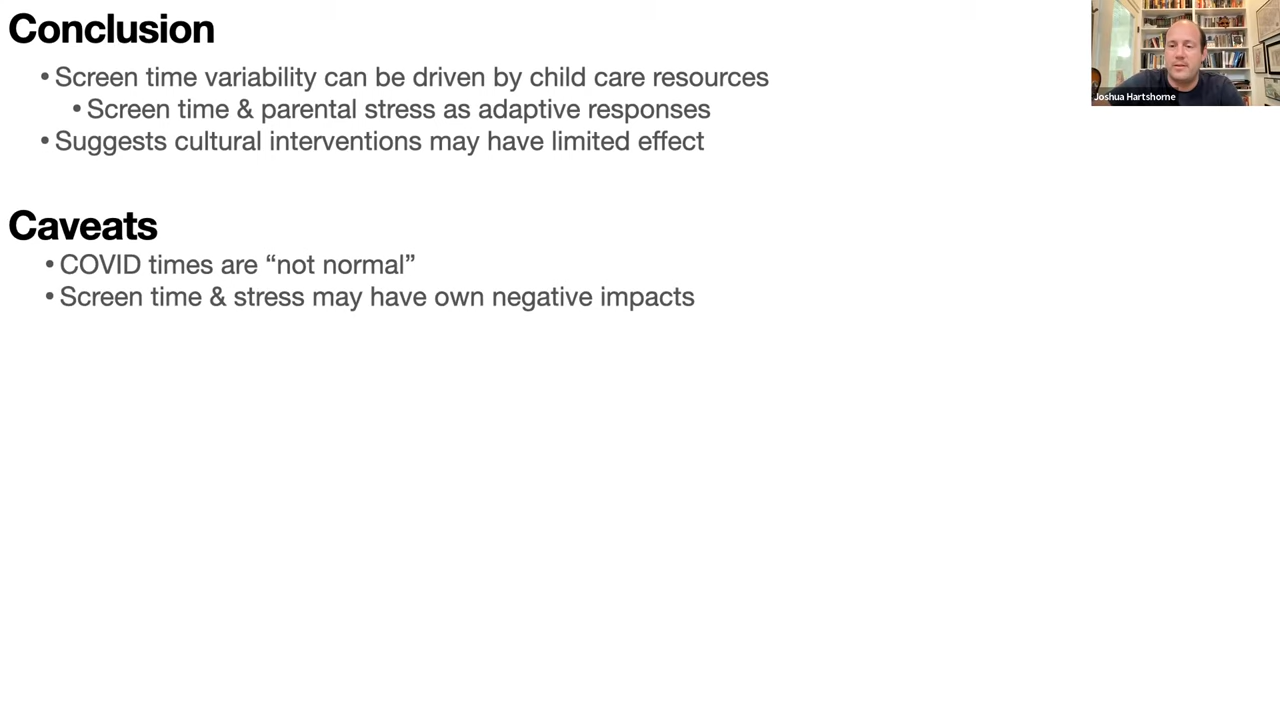 Conclusion
• Screen time variability can be driven by child care resources
• Screen time & parental stress as adaptive responses
• Suggests cultural interventions may have limited effect
Caveats
• COVID times are “not normal”
• Screen time & stress may have own negative impacts
Joshua Hartshorne